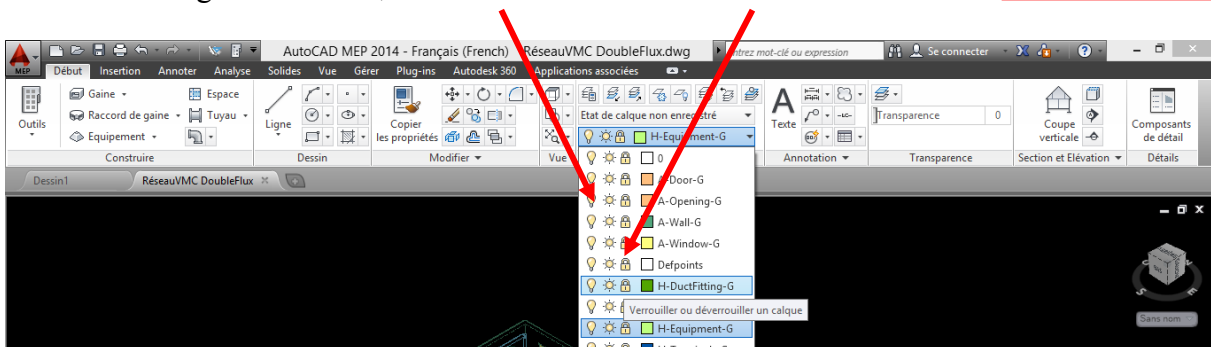 AutoCAD MEP 2014 - Français (French) RéseauVMC DoubleFlux.dwg
Entrez mot-clé ou expression
Se connecter
MEP
Début Insertion Annoter Analyse Solides Vue Gérer Plug-ins Autodesk 360 Applications associées
Outils
Gaine
Espace
Raccord de gaine
Tuyau
Equipement
Ligne
Copier
les propriétés
Etat de calque non enregistré
H-Equipment-G
Texte
Transparence 0
Coupe
verticale
Composants
de détail
Construire Dessin Modifier Vue Annotation Transparence Section et Elévation Détails
Dessin1 RéseauVMC DoubleFlux
0
A-Door-G
A-Opening-G
A-Wall-G
A-Window-G
Defpoints
H-DuctFitting-G
Verrouiller ou déverrouiller un calque
H-Equipment-G
Sans nom